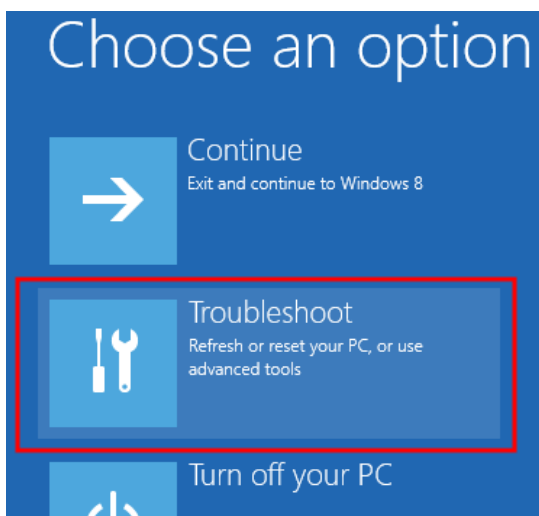 Choose an option
Continue
Exit and continue to Windows 8
Troubleshoot
Refresh or reset your PC, or use
advanced tools
Turn off your PC